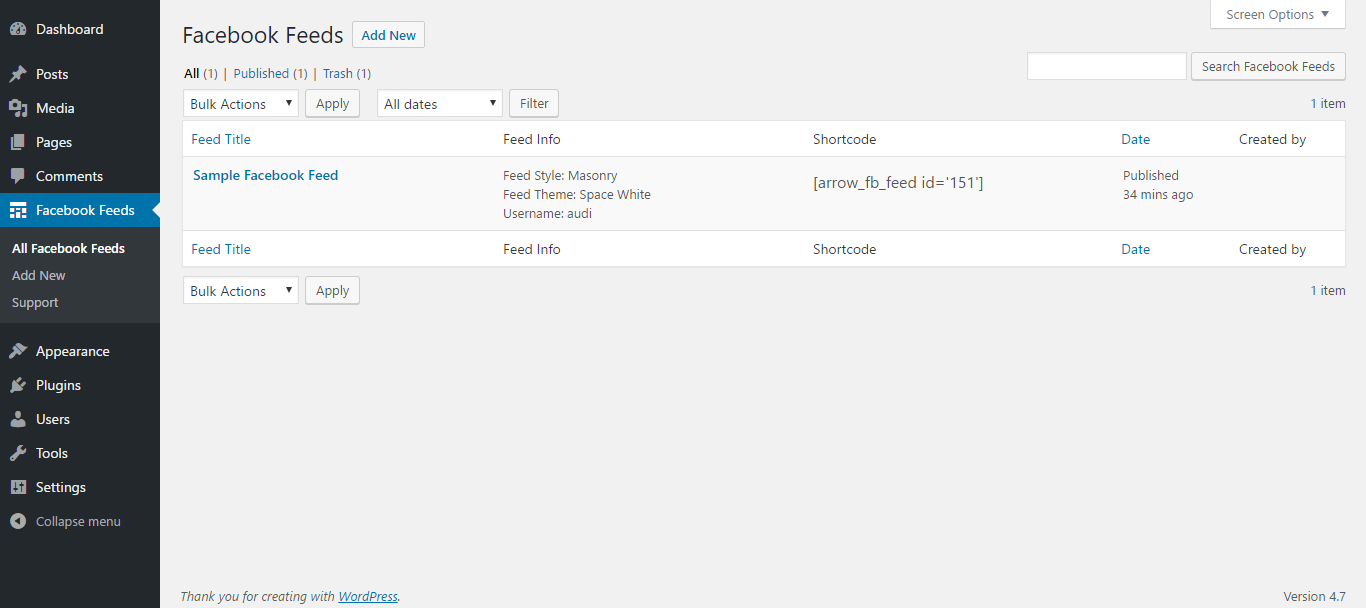 Dashboard
Posts
Media
Pages
Comments
Facebook Feeds
All Facebook Feeds
Add New
Support
Appearance
Plugins
Users
Tools
Settings
Collapse menu
Screen Options ▼
Facebook Feeds Add New
All (1) | Published (1) | Trash (1)
Search Facebook Feeds
Bulk Actions Apply All dates Filter 1 item
Feed Title Feed Info Shortcode Date Created by
Sample Facebook Feed Feed Style: Masonry [arrow_fb_feed id='151'] Published
Feed Theme: Space White 34 mins ago
Username: audi
Feed Title Feed Info Shortcode Date Created by
Bulk Actions Apply 1 item
Thank you for creating with WordPress. Version 4.7